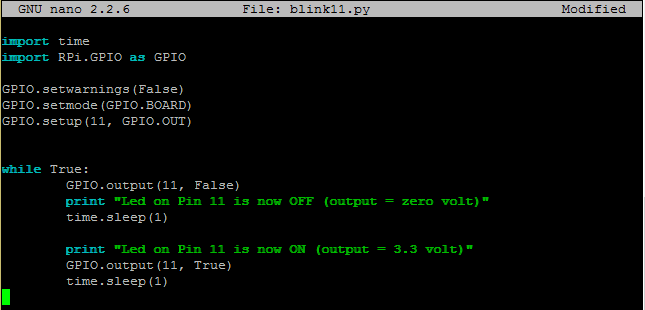 GNU nano 2.2.6 File: blink11.py Modified
import time
import RPi.GPIO as GPIO
GPIO.setwarnings(False)
GPIO.setmode(GPIO.BOARD)
GPIO.setup(11, GPIO.OUT)
while True:
        GPIO.output(11, False)
        print "Led on Pin 11 is now OFF (output = zero volt)"
        time.sleep(1)
        print "Led on Pin 11 is now ON (output = 3.3 volt)"
        GPIO.output(11, True)
        time.sleep(1)